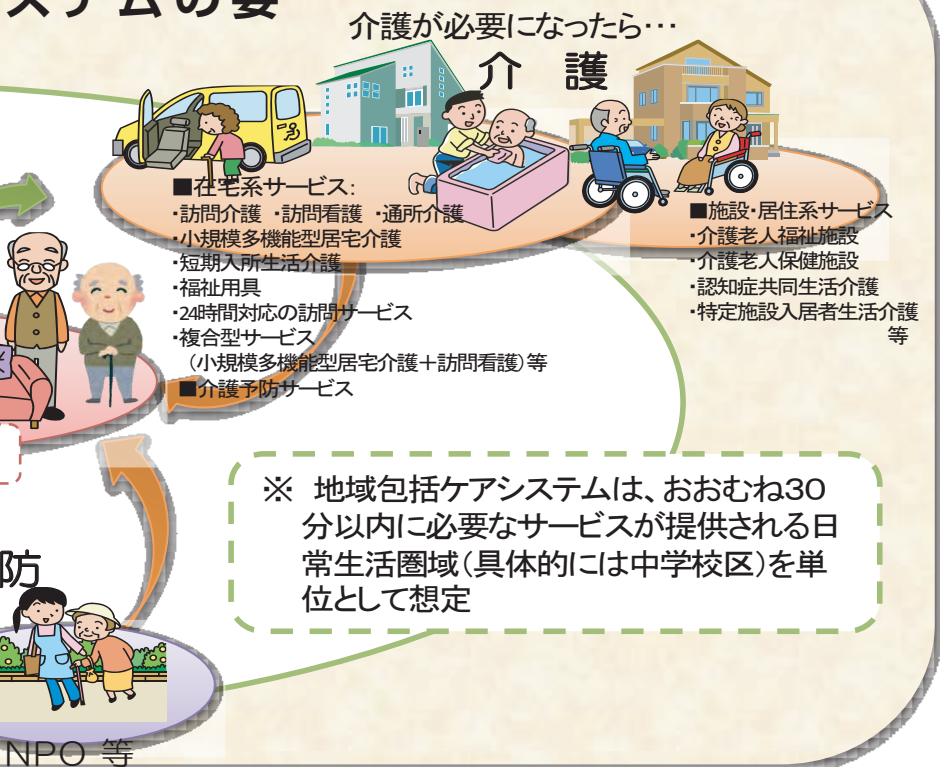 ステムの姿
介護が必要になったら…
介 護
■在宅系サービス:
・訪問介護 ・訪問看護 ・通所介護
・小規模多機能型居宅介護
・短期入所生活介護
・福祉用具
・24時間対応の訪問サービス
・複合型サービス
(小規模多機能型居宅介護+訪問看護)等
■介護予防サービス
■施設・居住系サービス
・介護老人福祉施設
・介護老人保健施設
・認知症共同生活介護
・特定施設入居者生活介護
等
※ 地域包括ケアシステムは、おおむね30
分以内に必要なサービスが提供される日
常生活圏域(具体的には中学校区)を単
位として想定
防
NPO 等